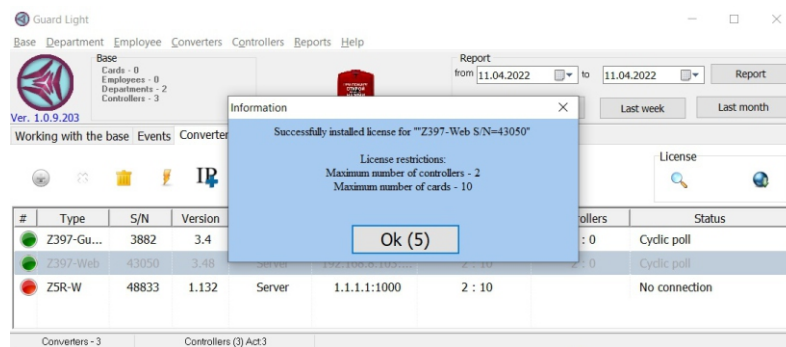 Guard Light
Base Department Employee Converters Controllers Reports Help
Base
Cards - 0
Employees - 0
Departments - 2
Controllers - 3
Ver. 1.0.9.203
Report
from 11.04.2022 to 11.04.2022 Report
Last week Last month
Working with the base Events Converter
Information
Successfully installed license for ""Z397-Web S/N=43050"
License restrictions:
Maximum number of controllers - 2
Maximum number of cards - 10
Ok (5)
IP
License
# Type S/N Version ollers Status
Z397-Gu... 3882 3.4 : 0 Cyclic poll
Z397-Web 43050 3.48 Server 2 : 10 2 : 0 Cyclic poll
Z5R-W 48833 1.132 Server 1.1.1.1:1000 2 : 10 No connection
Converters - 3 Controllers (3) Act:3